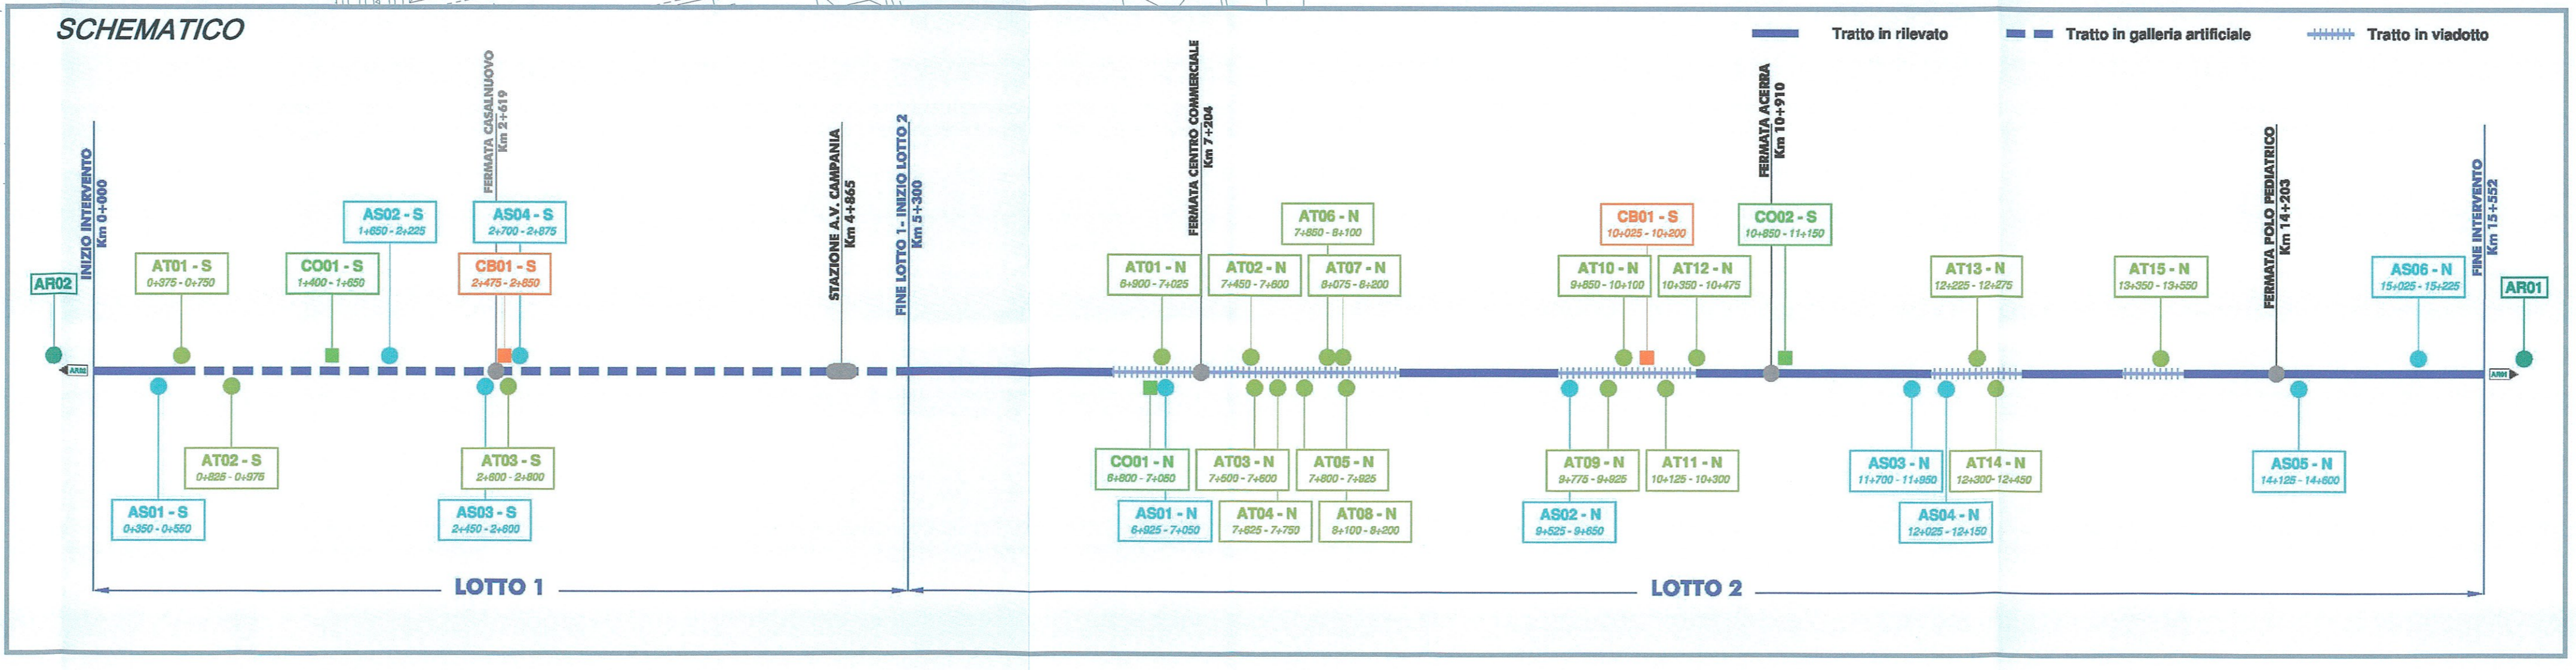 SCHEMATICO
Tratto in rilevato
Tratto in galleria artificiale
Tratto in viadotto
INIZIO INTERVENTO
Km 0+000
FERMATA CASALNUOVO
Km 2+619
STAZIONE A.V. CAMPANIA
Km 4+865
FINE LOTTO 1- INIZIO LOTTO 2
Km 5+300
FERMATA CENTRO COMMERCIALE
Km 7+204
FERMATA ACERRA
Km 10+910
FERMATA POLO PEDIATRICO
Km 14+203
FINE INTERVENTO
Km 15+552
AS02 - S
1+650 - 2+225
AS04 - S
2+700 - 2+875
AT06 - N
7+850 - 8+100
CB01 - S
10+025 - 10+200
CO02 - S
10+850 - 11+150
AR02
AT01 - S
0+375 - 0+750
CO01 - S
1+400 - 1+650
CB01 - S
2+475 - 2+850
AT01 - N
6+900 - 7+025
AT02 - N
7+450 - 7+600
AT07 - N
8+075 - 8+200
AT10 - N
9+850 - 10+100
AT12 - N
10+350 - 10+475
AT13 - N
12+225 - 12+275
AT15 - N
13+350 - 13+550
AS06 - N
15+025 - 15+225
AR01
AR02
AR01
AT02 - S
0+825 - 0+975
AT03 - S
2+600 - 2+800
CO01 - N
6+800 - 7+050
AT03 - N
7+500 - 7+600
AT05 - N
7+800 - 7+925
AT09 - N
9+775 - 9+925
AT11 - N
10+125 - 10+300
AS03 - N
11+700 - 11+950
AT14 - N
12+300- 12+450
AS05 - N
14+125 - 14+600
AS01 - S
0+350 - 0+550
AS03 - S
2+450 - 2+600
AS01 - N
6+925 - 7+050
AT04 - N
7+625 - 7+750
AT08 - N
8+100 - 8+200
AS02 - N
9+525 - 9+650
AS04 - N
12+025 - 12+150
LOTTO 1
LOTTO 2